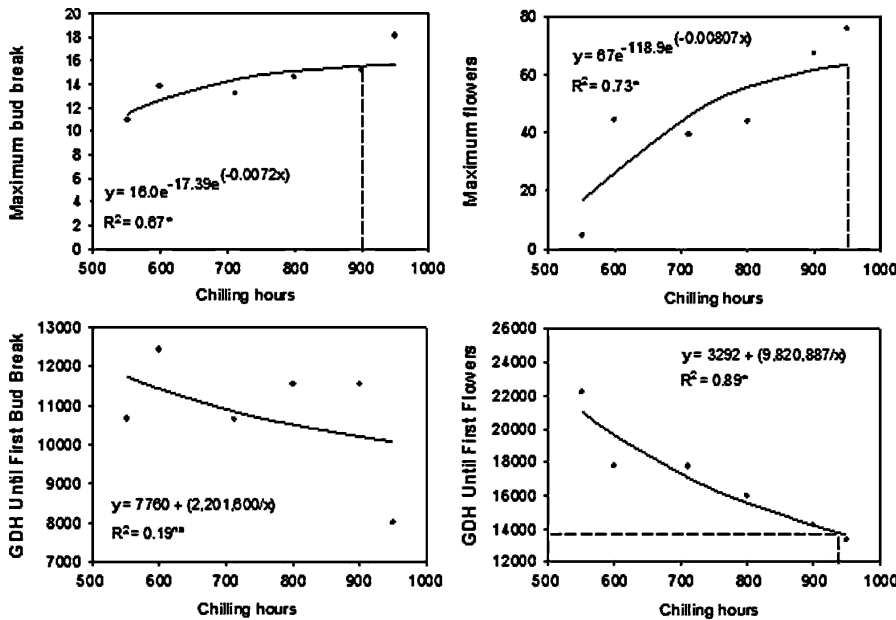 Maximum bud break
20
18
16
14
12
10
8
6
4
2
0
y = 16.0e^-17.39e^(-0.0072x)
R² = 0.67*
500 600 700 800 900 1000
Chilling hours
Maximum flowers
80
60
40
20
0
y = 67e^-118.9e^(-0.00807x)
R² = 0.73*
500 600 700 800 900 1000
Chilling hours
GDH Until First Bud Break
13000
12000
11000
10000
9000
8000
7000
y = 7760 + (2,201,600/x)
R² = 0.19ns
500 600 700 800 900 1000
Chilling hours
GDH Until First Flowers
26000
24000
22000
20000
18000
16000
14000
12000
y = 3292 + (9,820,887/x)
R² = 0.89*
500 600 700 800 900 1000
Chilling hours